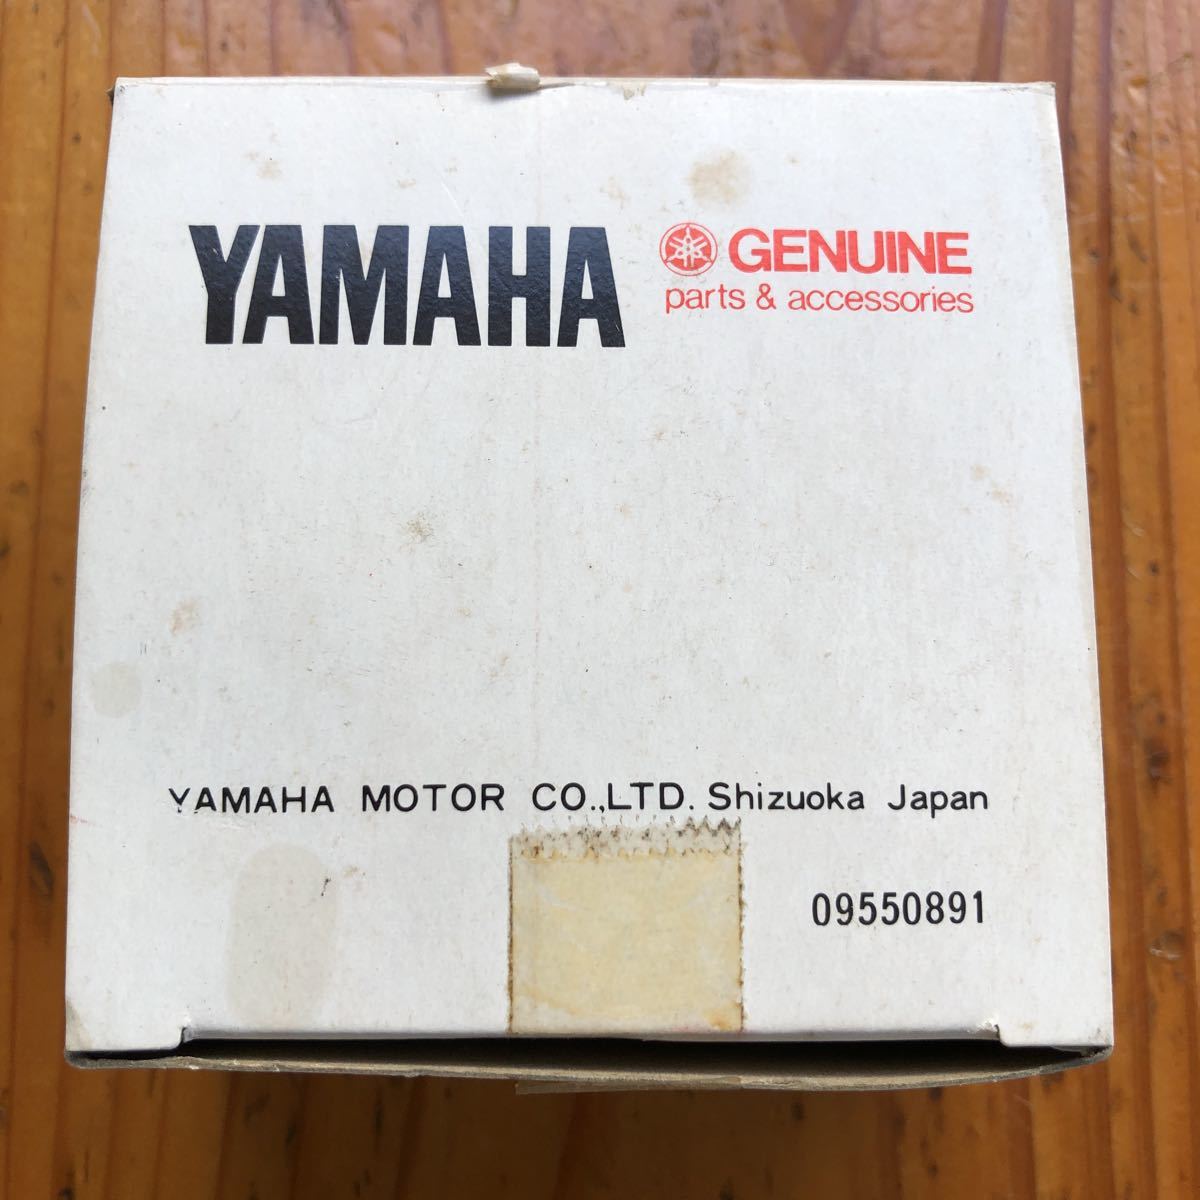 YAMAHA
GENUINE
parts & accessories
YAMAHA MOTOR CO.,LTD. Shizuoka Japan
09550891